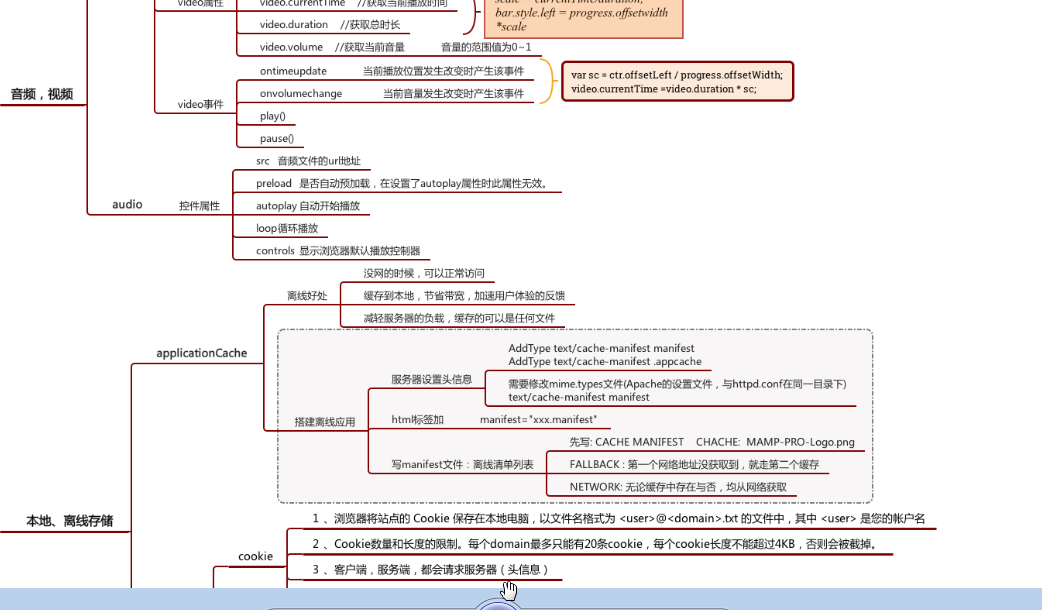 video属性
video.currentTime //获取当前播放时间
scale = currentTime/duration;
bar.style.left = progress.offsetwidth
*scale
video.duration //获取总时长
video.volume //获取当前音量 音量的范围值为0~1
音频，视频
video事件
ontimeupdate 当前播放位置发生改变时产生该事件
onvolumechange 当前音量发生改变时产生该事件
var sc = ctr.offsetLeft / progress.offsetWidth;
video.currentTime =video.duration * sc;
play()
pause()
audio
控件属性
src 音频文件的url地址
preload 是否自动预加载，在设置了autoplay属性时此属性无效。
autoplay 自动开始播放
loop循环播放
controls 显示浏览器默认播放控制器
本地、离线存储
applicationCache
离线好处
没网的时候，可以正常访问
缓存到本地，节省带宽，加速用户体验的反馈
减轻服务器的负载，缓存的可以是任何文件
搭建离线应用
服务器设置头信息
AddType text/cache-manifest manifest
AddType text/cache-manifest .appcache
需要修改mime.types文件(Apache的设置文件，与httpd.conf在同一目录下)
text/cache-manifest manifest
html标签加 manifest="xxx.manifest"
写manifest文件：离线清单列表
先写: CACHE MANIFEST CHACHE: MAMP-PRO-Logo.png
FALLBACK : 第一个网络地址没获取到，就走第二个缓存
NETWORK: 无论缓存中存在与否，均从网络获取
cookie
1 、浏览器将站点的 Cookie 保存在本地电脑，以文件名格式为 <user>@<domain>.txt 的文件中，其中 <user> 是您的帐户名
2 、Cookie数量和长度的限制。每个domain最多只能有20条cookie，每个cookie长度不能超过4KB，否则会被截掉。
3 、客户端，服务端，都会请求服务器（头信息）